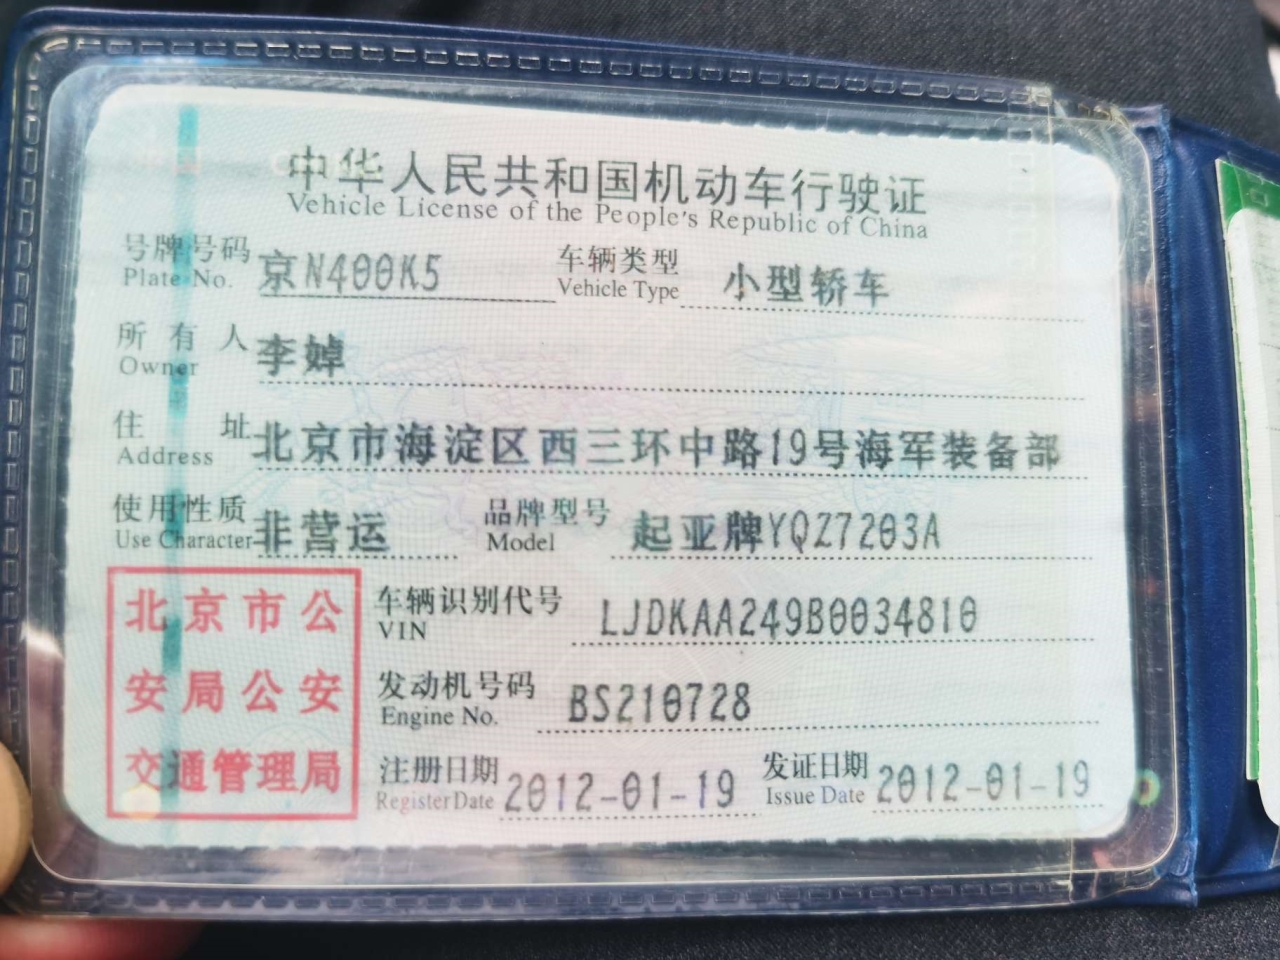 中华人民共和国机动车行驶证
Vehicle License of the People's Republic of China
号牌号码 京N400K5 车辆类型 小型轿车
Plate No. Vehicle Type
所有人 李婥
Owner
住址 北京市海淀区西三环中路19号海军装备部
Address
使用性质 非营运 品牌型号 起亚牌YQZ7203A
Use Character Model
北京市公
安局公安
交通管理局
车辆识别代号 LJDKAA249B0034810
VIN
发动机号码 BS210728
Engine No.
注册日期 2012-01-19 发证日期 2012-01-19
Register Date Issue Date